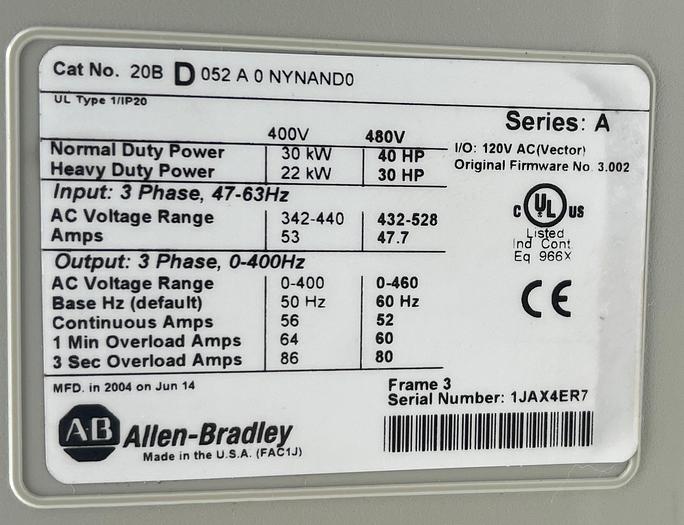 Cat No. 20B D 052 A 0 NYNAND0
UL Type 1/IP20
Series: A
400V 480V
I/O: 120V AC(Vector)
Normal Duty Power 30 kW 40 HP
Original Firmware No. 3.002
Heavy Duty Power 22 kW 30 HP
Input: 3 Phase, 47-63Hz
AC Voltage Range 342-440 432-528
Amps 53 47.7
C UL US
Listed
Ind Cont
Eq 966X
Output: 3 Phase, 0-400Hz
AC Voltage Range 0-400 0-460
Base Hz (default) 50 Hz 60 Hz
Continuous Amps 56 52
1 Min Overload Amps 64 60
3 Sec Overload Amps 86 80
CE
MFD. in 2004 on Jun 14
Frame 3
Serial Number: 1JAX4ER7
A-B Allen-Bradley
Made in the U.S.A. (FAC1J)